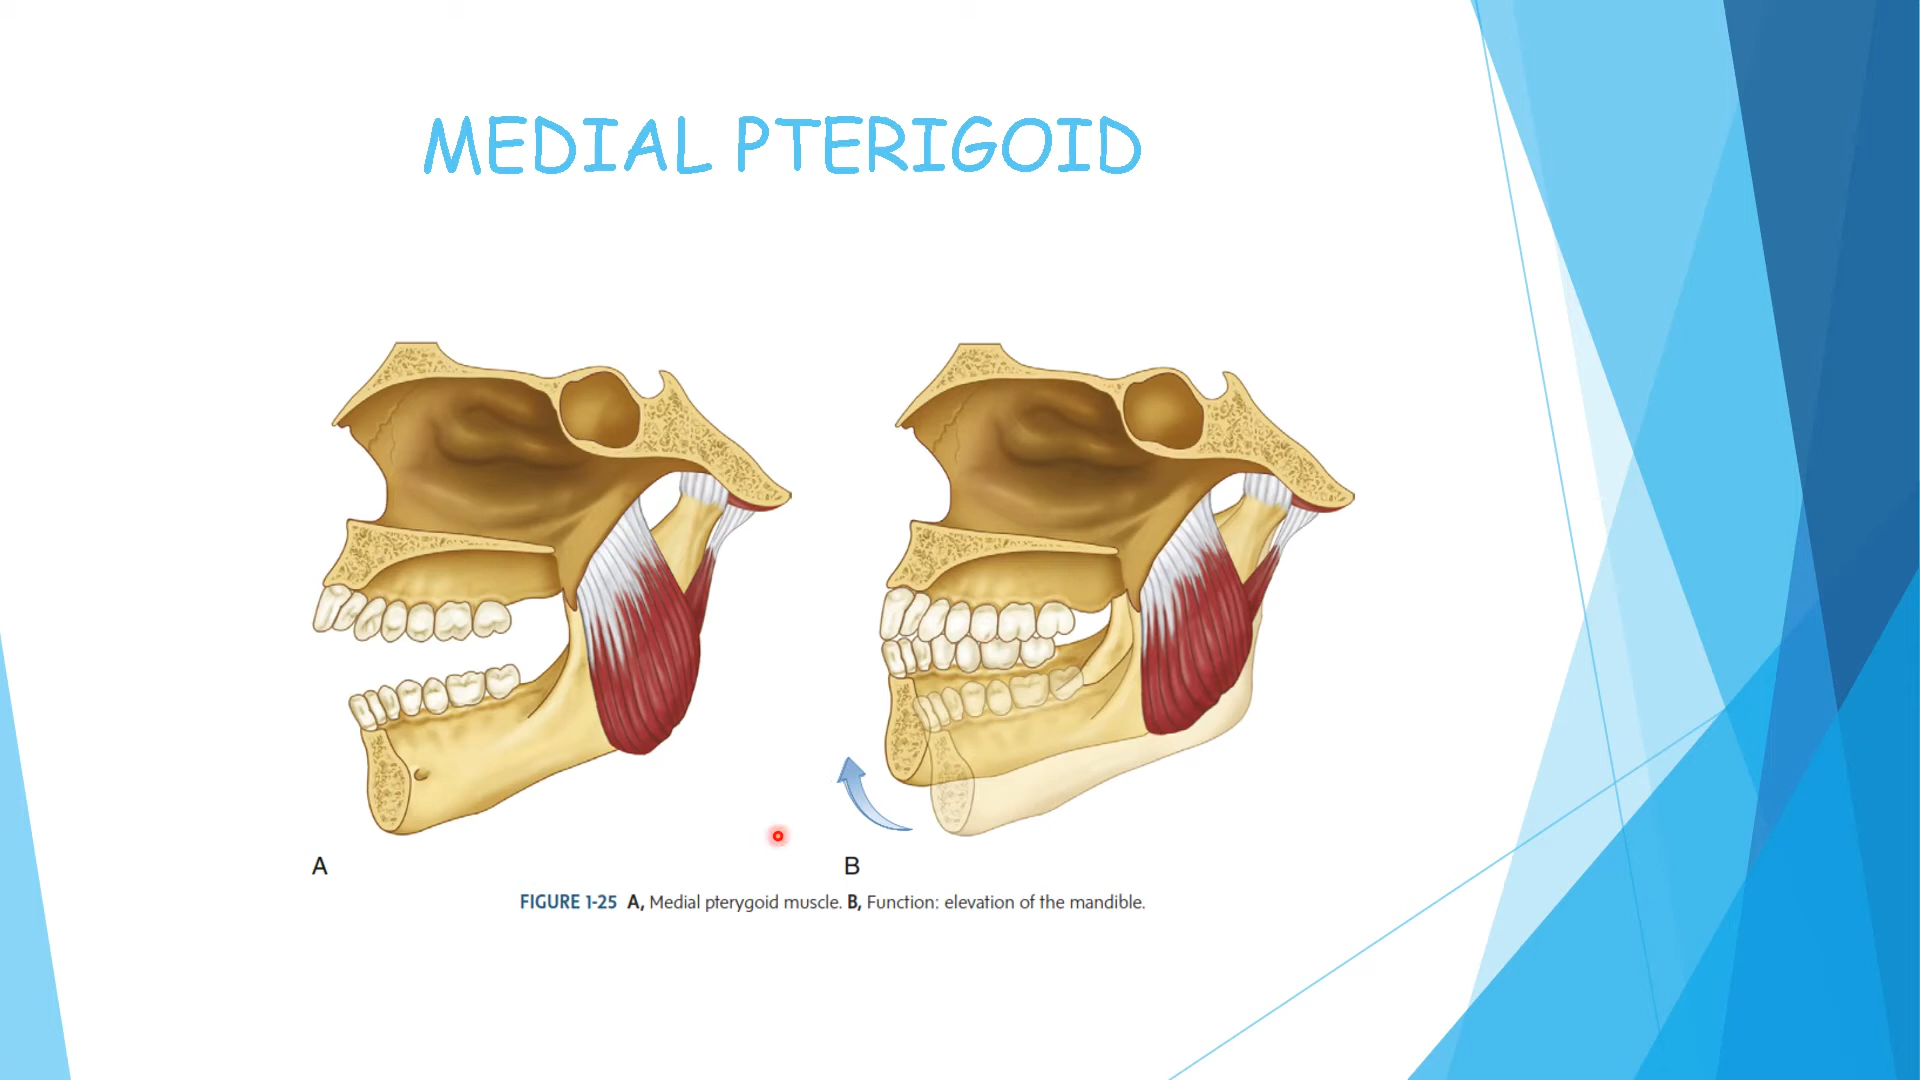 MEDIAL PTERIGOID
A
B
FIGURE 1-25 A, Medial pterygoid muscle. B, Function: elevation of the mandible.